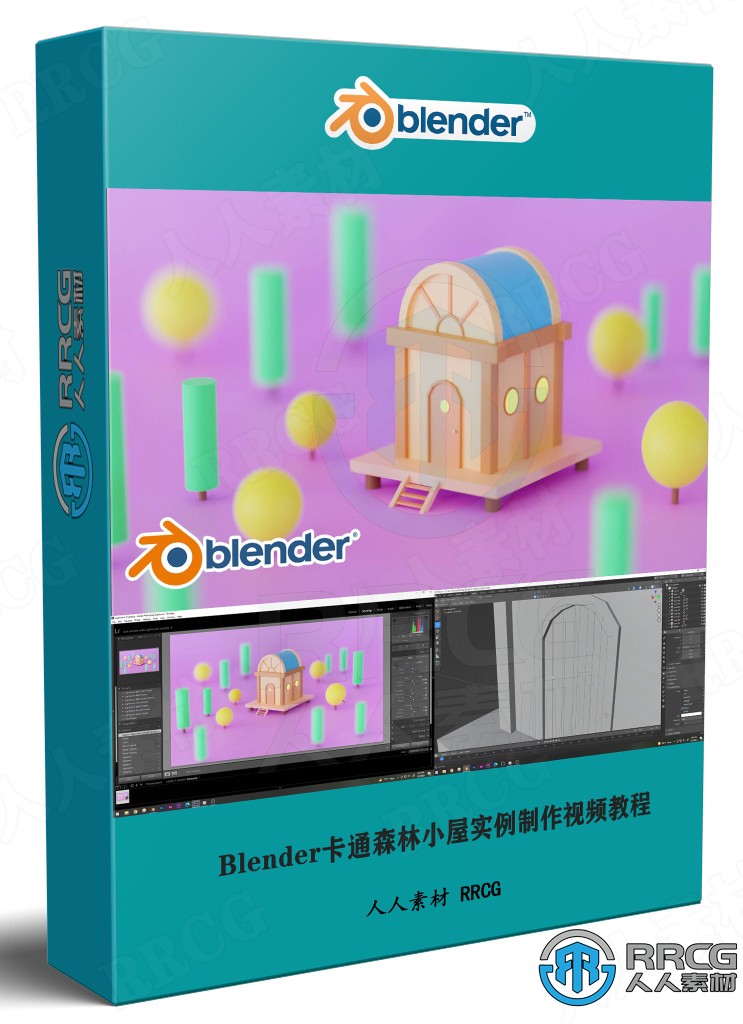 blender™
RRCG
人人素材
blender®
Blender卡通森林小屋实例制作视频教程
人人素材 RRCG
RRCG
人人素材